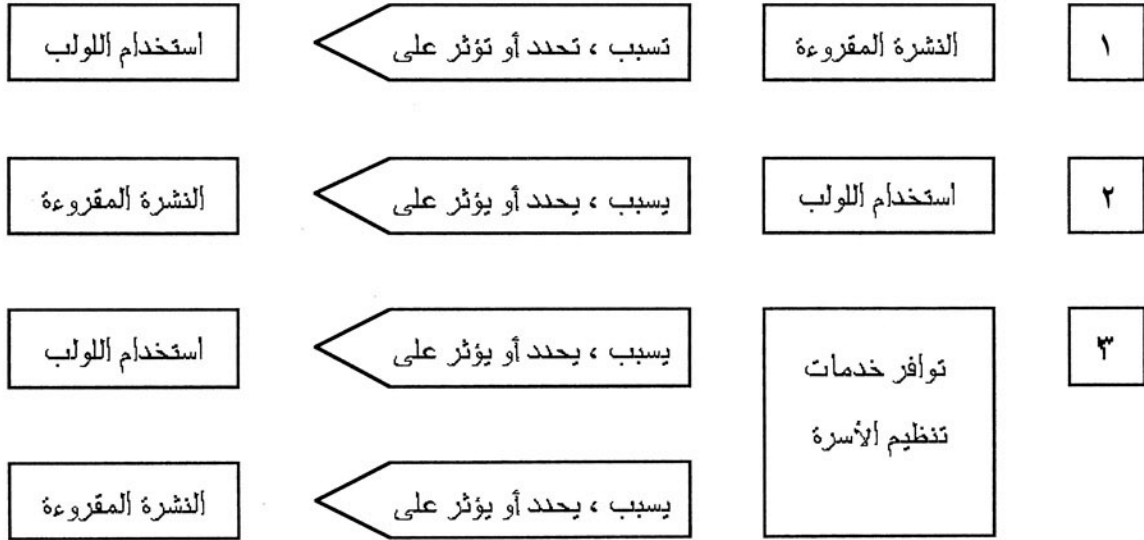 ١
النشرة المقروءة
تسبب ، تحدد أو تؤثر على
استخدام اللولب
٢
استخدام اللولب
يسبب ، يحدد أو يؤثر على
النشرة المقروءة
٣
توافر خدمات
تنظيم الأسرة
يسبب ، يحدد أو يؤثر على
استخدام اللولب
يسبب ، يحدد أو يؤثر على
النشرة المقروءة